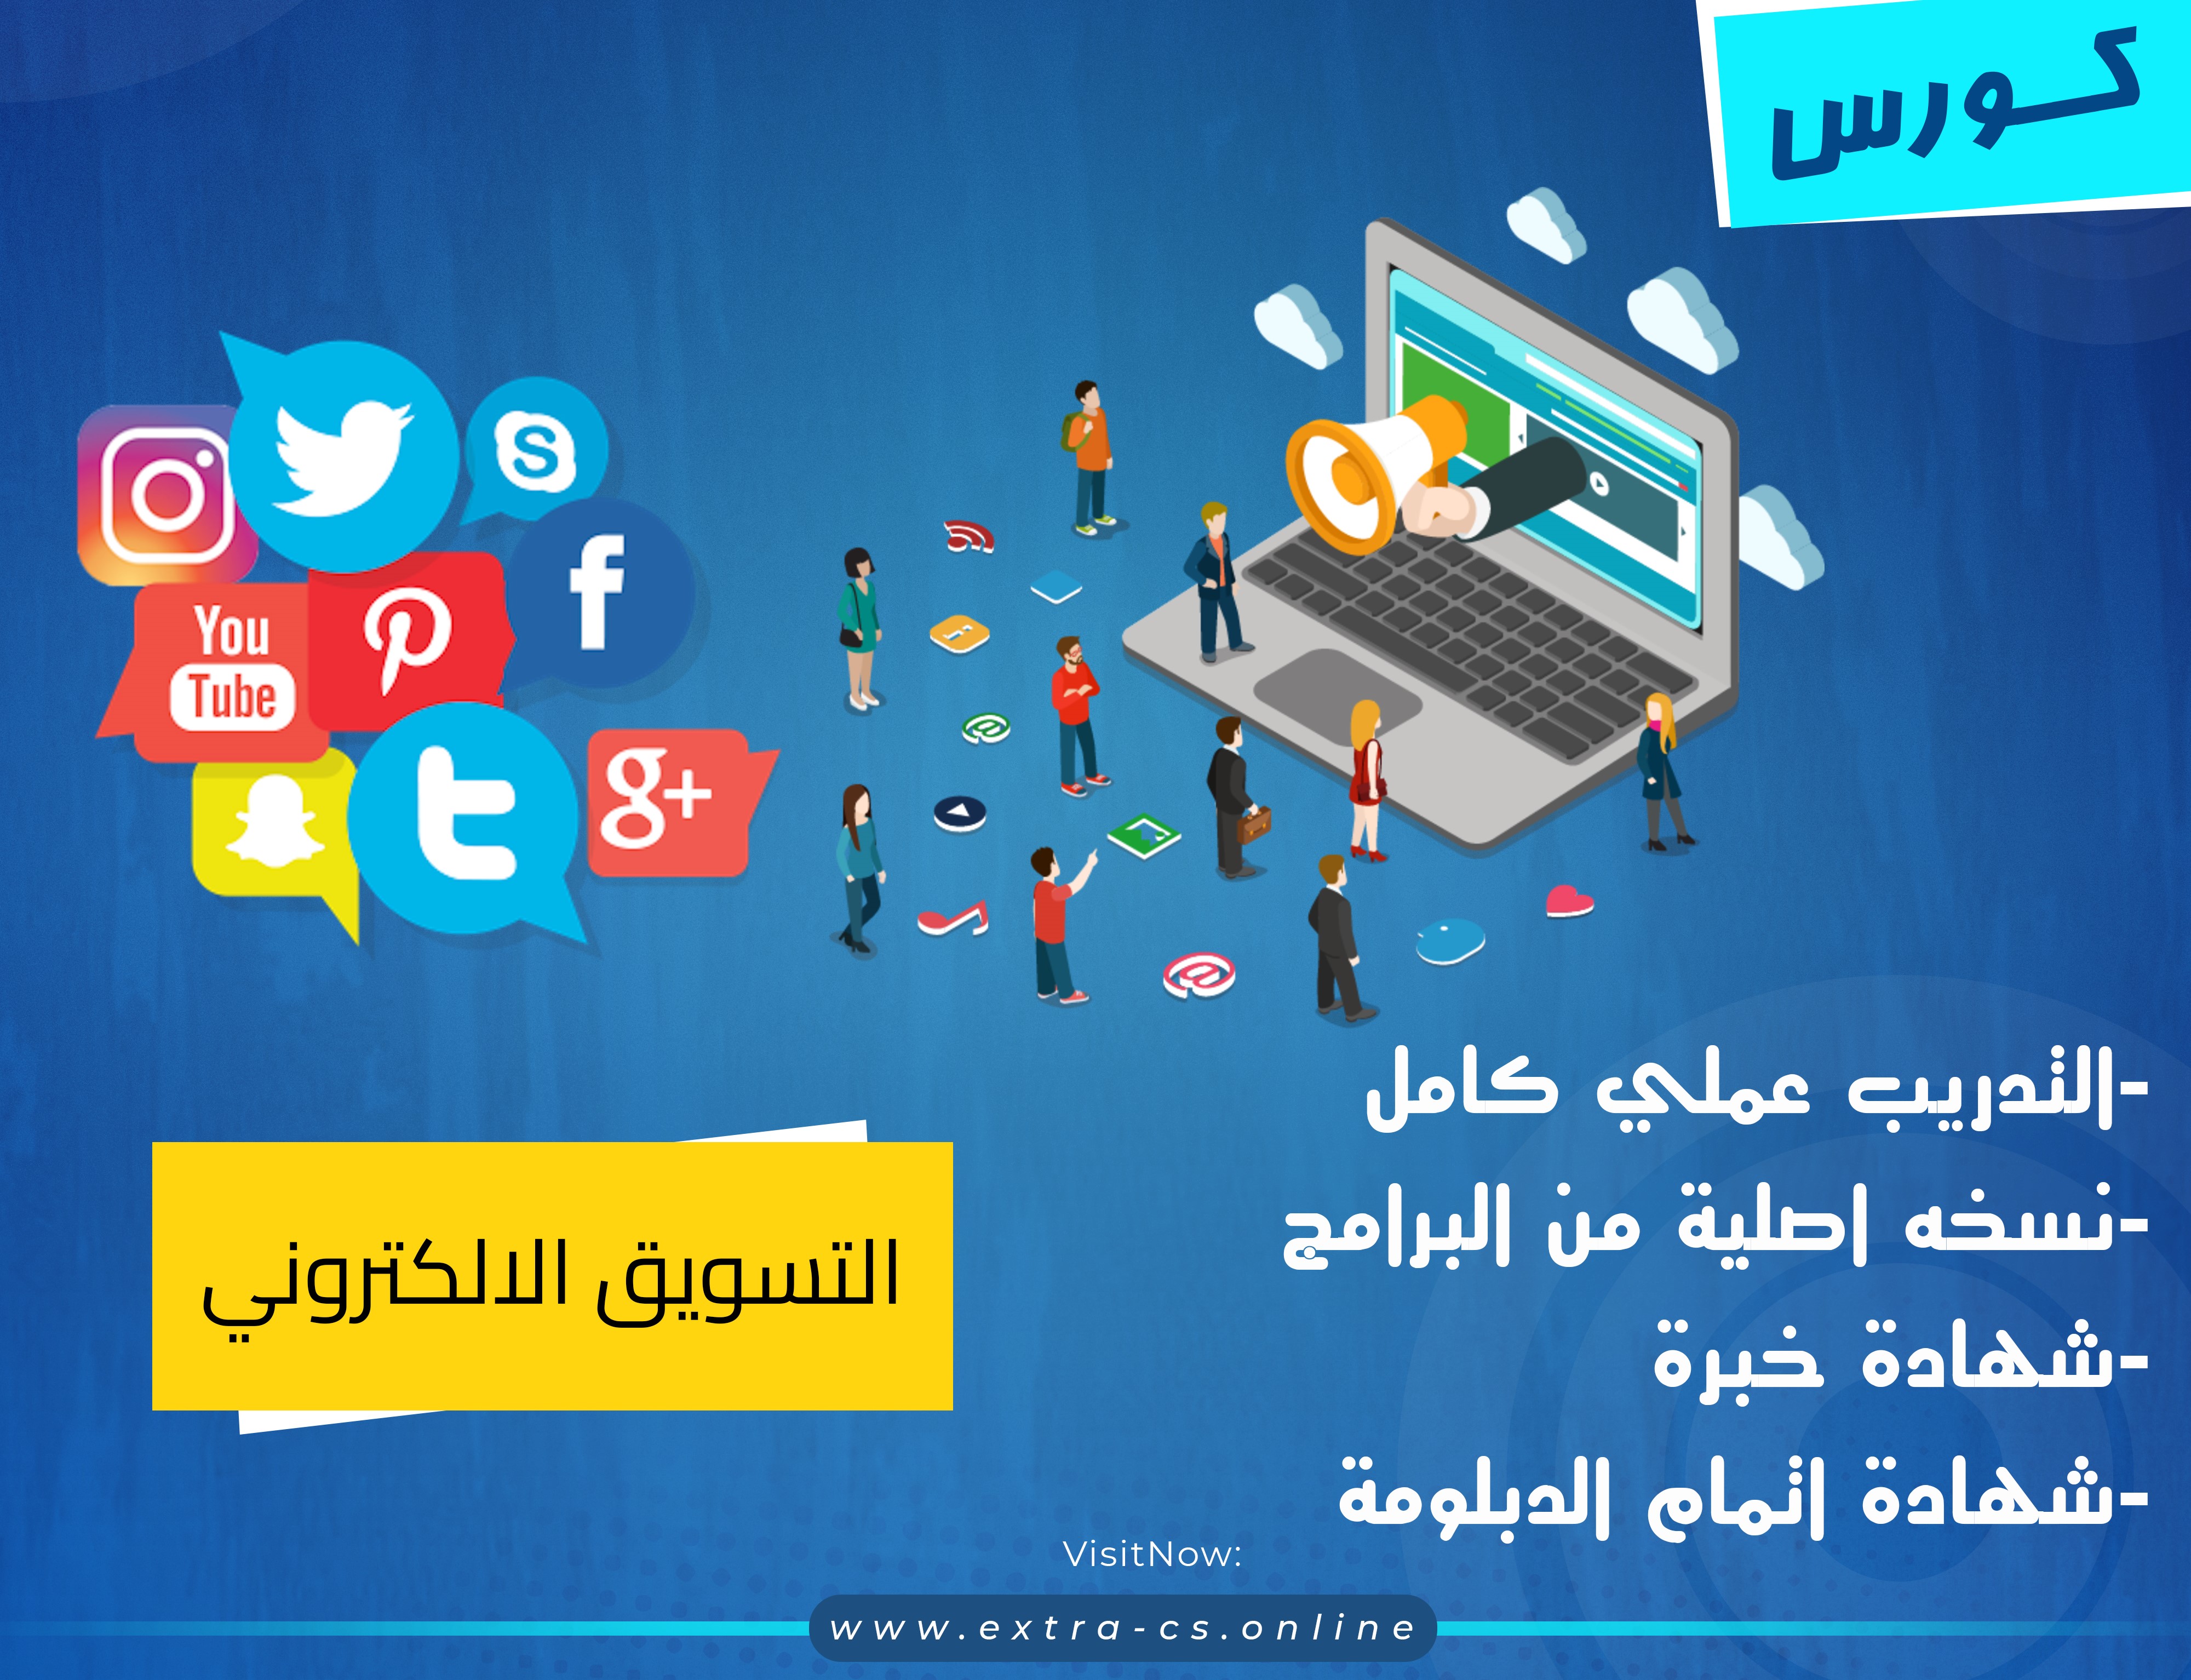 كـورس
You
Tube
g+
التسويق الالكتروني
-التدريب عملي كامل
-نسخه اصلية من البرامج
-شهادة خبرة
-شهادة اتمام الدبلومة
VisitNow:
www.extra-cs.online